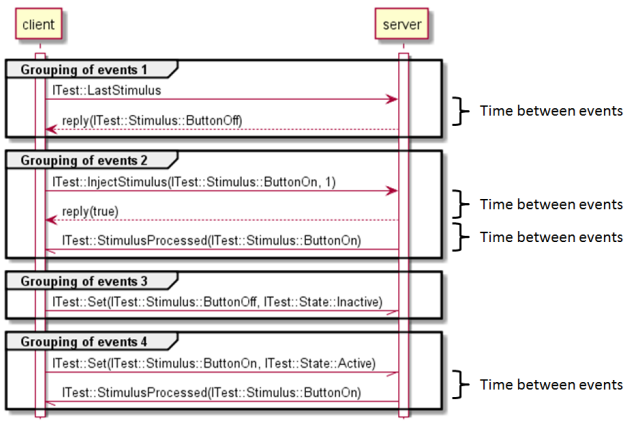 client
server
Grouping of events 1
ITest::LastStimulus
Time between events
reply(ITest::Stimulus::ButtonOff)
Grouping of events 2
ITest::InjectStimulus(ITest::Stimulus::ButtonOn, 1)
Time between events
reply(true)
Time between events
ITest::StimulusProcessed(ITest::Stimulus::ButtonOn)
Grouping of events 3
ITest::Set(ITest::Stimulus::ButtonOff, ITest::State::Inactive)
Grouping of events 4
ITest::Set(ITest::Stimulus::ButtonOn, ITest::State::Active)
Time between events
ITest::StimulusProcessed(ITest::Stimulus::ButtonOn)